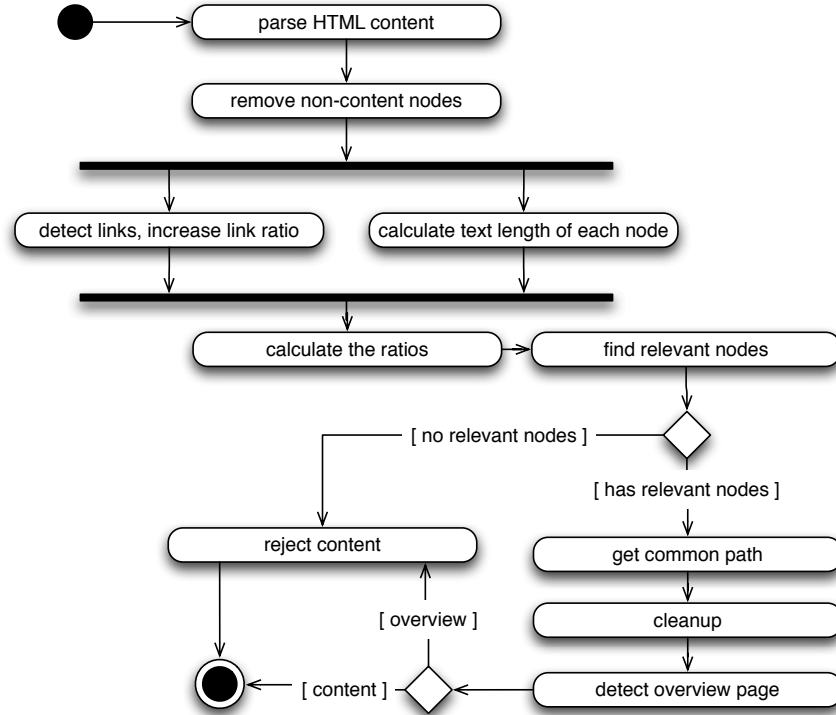 parse HTML content
remove non-content nodes
detect links, increase link ratio
calculate text length of each node
calculate the ratios
find relevant nodes
[ no relevant nodes ]
[ has relevant nodes ]
reject content
get common path
[ overview ]
cleanup
[ content ]
detect overview page